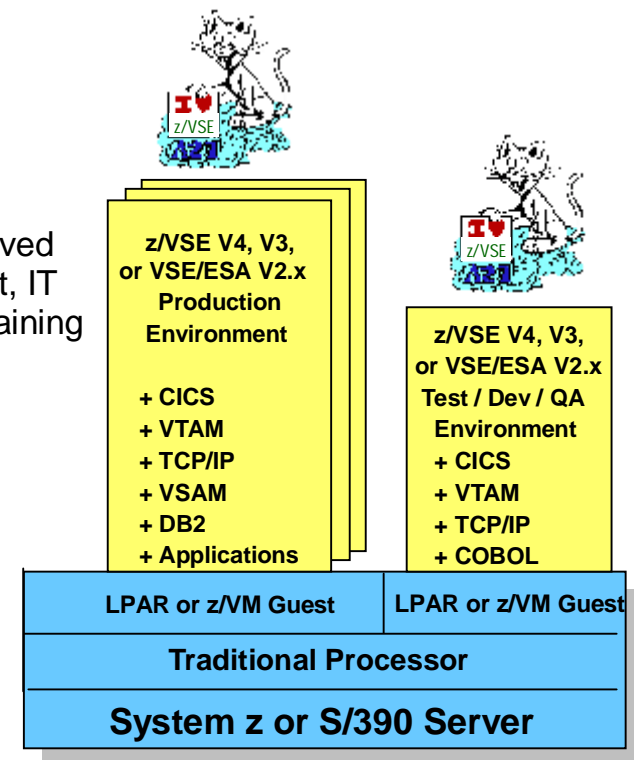 I ♥
z/VSE
I ♥
z/VSE
ved
t, IT
aining
z/VSE V4, V3,
or VSE/ESA V2.x
Production
Environment
+ CICS
+ VTAM
+ TCP/IP
+ VSAM
+ DB2
+ Applications
z/VSE V4, V3,
or VSE/ESA V2.x
Test / Dev / QA
Environment
+ CICS
+ VTAM
+ TCP/IP
+ COBOL
LPAR or z/VM Guest
LPAR or z/VM Guest
Traditional Processor
System z or S/390 Server